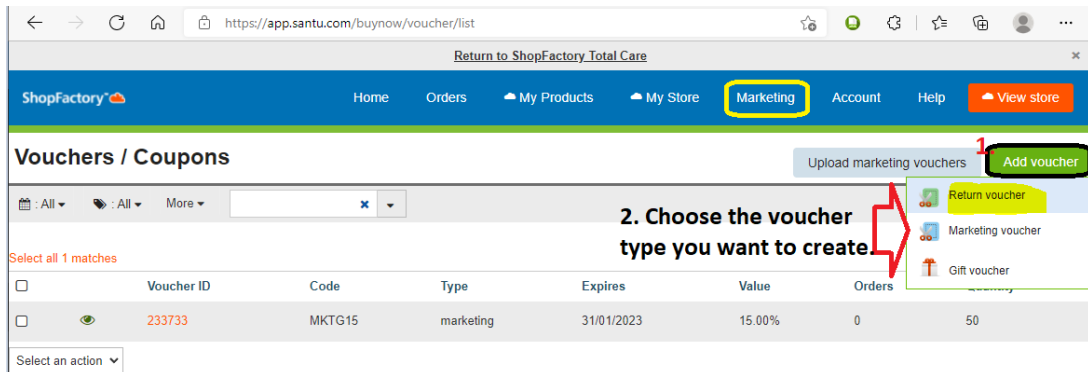 https://app.santu.com/buynow/voucher/list
Return to ShopFactory Total Care
ShopFactory Home Orders My Products My Store Marketing Account Help View store
Vouchers / Coupons
1.
Upload marketing vouchers Add voucher
: All : All More
Return voucher
Marketing voucher
Gift voucher
2. Choose the voucher
type you want to create.
Select all 1 matches
Voucher ID Code Type Expires Value Orders
233733 MKTG15 marketing 31/01/2023 15.00% 0 50
Select an action